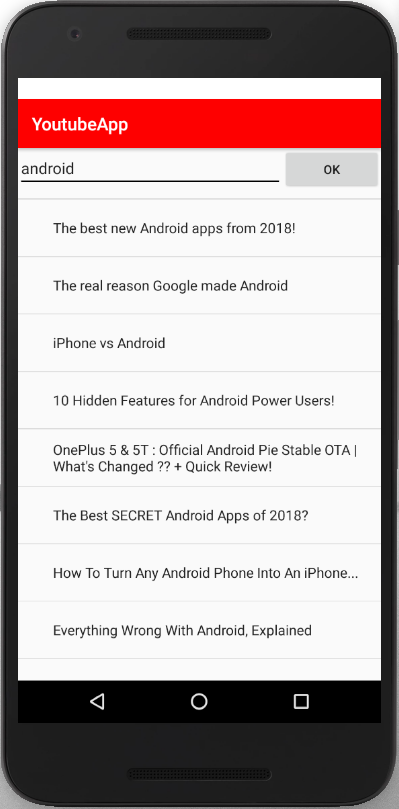 YoutubeApp
android
OK
The best new Android apps from 2018!
The real reason Google made Android
iPhone vs Android
10 Hidden Features for Android Power Users!
OnePlus 5 & 5T : Official Android Pie Stable OTA |
What's Changed ?? + Quick Review!
The Best SECRET Android Apps of 2018?
How To Turn Any Android Phone Into An iPhone...
Everything Wrong With Android, Explained